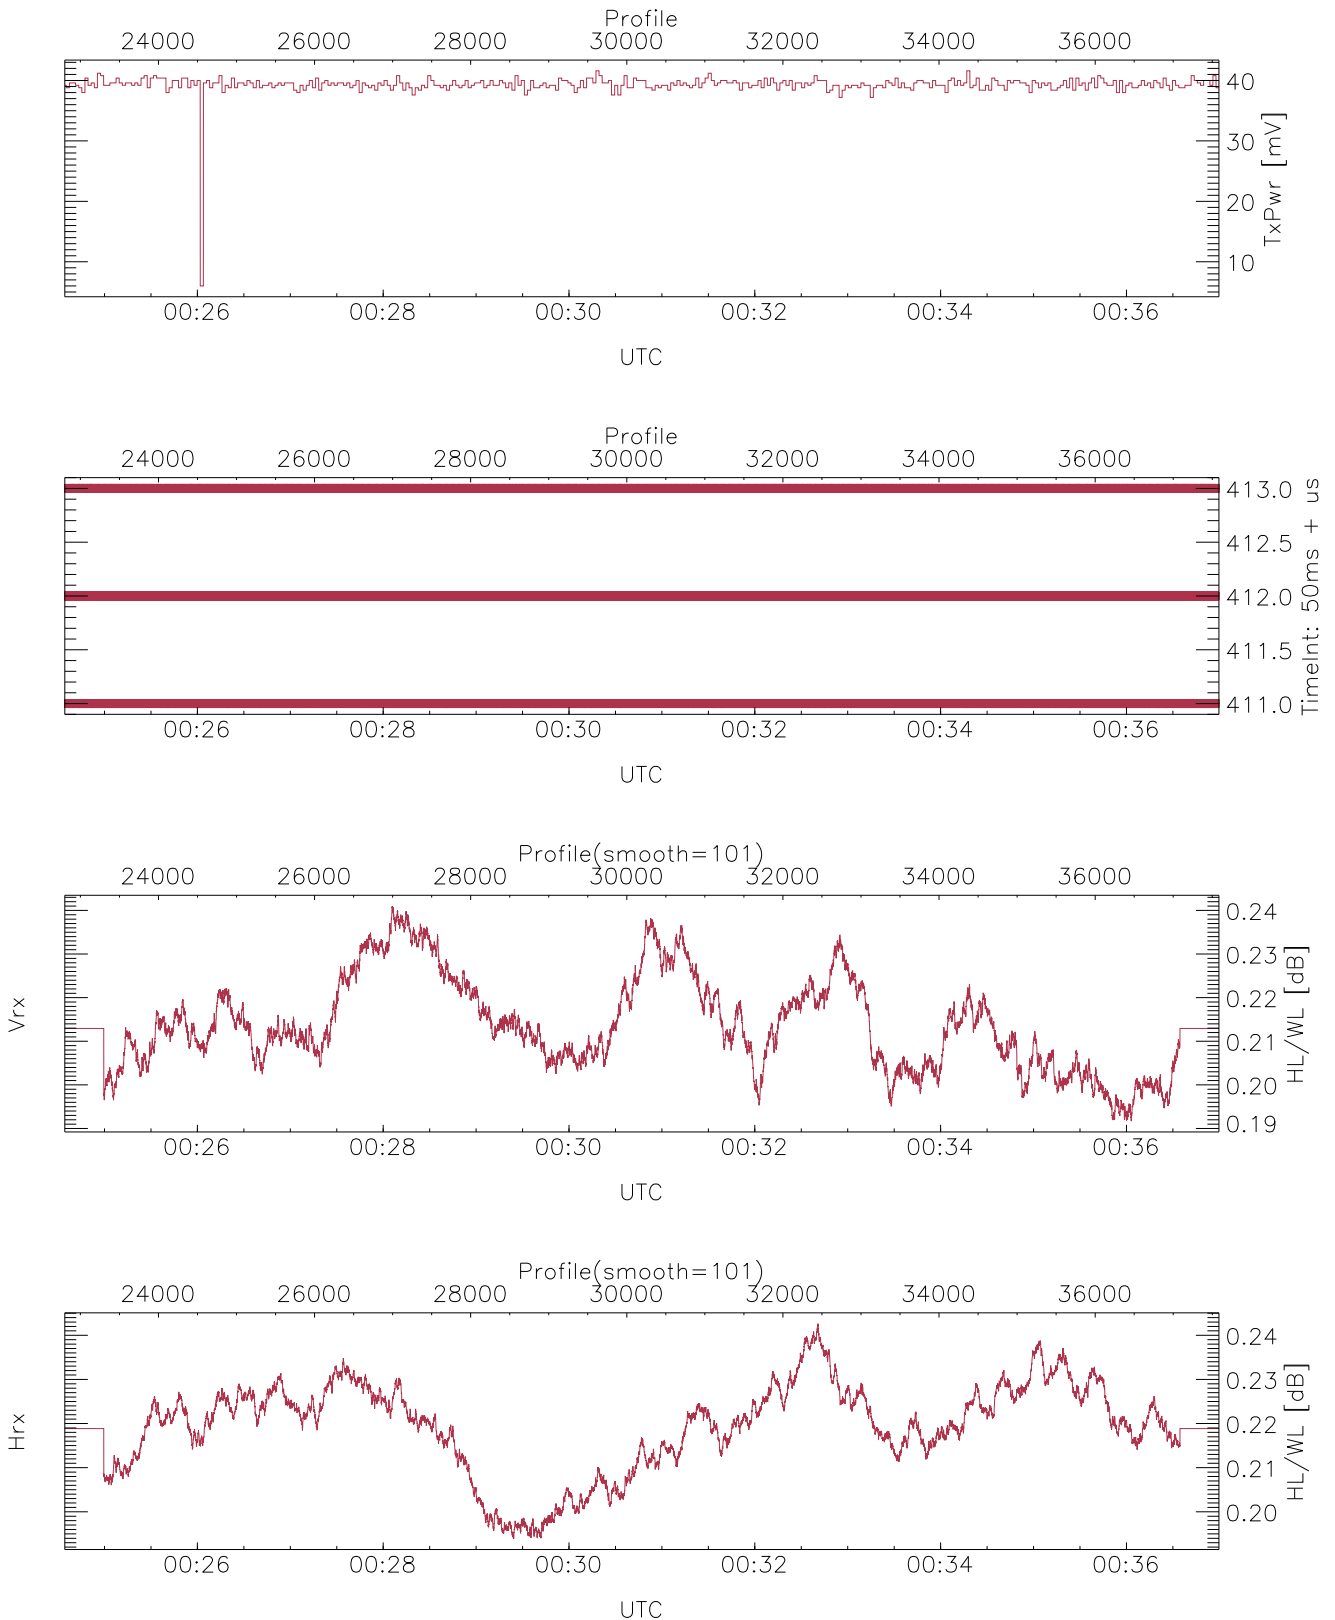 Profile
24000 26000 28000 30000 32000 34000 36000
40
30
20
10
TxPwr [mV]
00:26 00:28 00:30 00:32 00:34 00:36
UTC
Profile
24000 26000 28000 30000 32000 34000 36000
413.0
412.5
412.0
411.5
411.0
TimeInt: 50ms + us
00:26 00:28 00:30 00:32 00:34 00:36
UTC
Profile(smooth=101)
24000 26000 28000 30000 32000 34000 36000
Vrx
0.24
0.23
0.22
0.21
0.20
0.19
HL/WL [dB]
00:26 00:28 00:30 00:32 00:34 00:36
UTC
Profile(smooth=101)
24000 26000 28000 30000 32000 34000 36000
Hrx
0.24
0.23
0.22
0.21
0.20
HL/WL [dB]
00:26 00:28 00:30 00:32 00:34 00:36
UTC